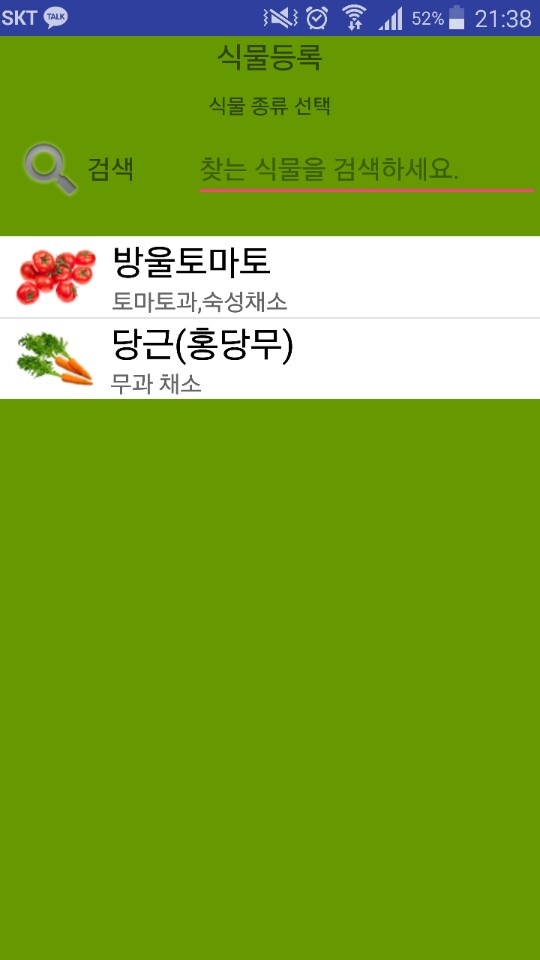 SKT TALK 52% 21:38
식물등록
식물 종류 선택
검색 찾는 식물을 검색하세요.
방울토마토
토마토과,숙성채소
당근(홍당무)
무과 채소